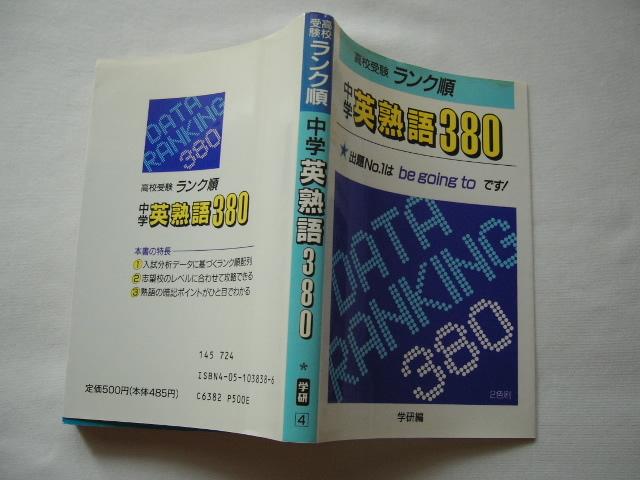 DATA
RANKING
380
高校受験 ランク順
中学 英熟語380
本書の特長
①入試分析データに基づくランク順配列
②志望校のレベルに合わせて攻略できる
③熟語の暗記ポイントがひと目でわかる
145 724
ISBN4-05-103838-6
定価500円(本体485円)
C6382 P500E
高校受験 ランク順 中学 英熟語380 ★ 学研 4
高校受験 ランク順
中学 英熟語380
★出題No.1は be going to です!
DATA
RANKING
380
2色刷
学研編